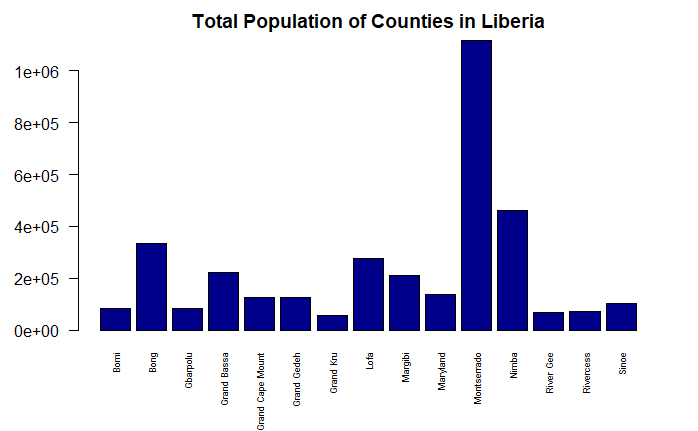 Total Population of Counties in Liberia
1e+06
8e+05
6e+05
4e+05
2e+05
0e+00
Bomi
Bong
Gbarpolu
Grand Bassa
Grand Cape Mount
Grand Gedeh
Grand Kru
Lofa
Margibi
Maryland
Montserrado
Nimba
River Gee
Rivercess
Sinoe